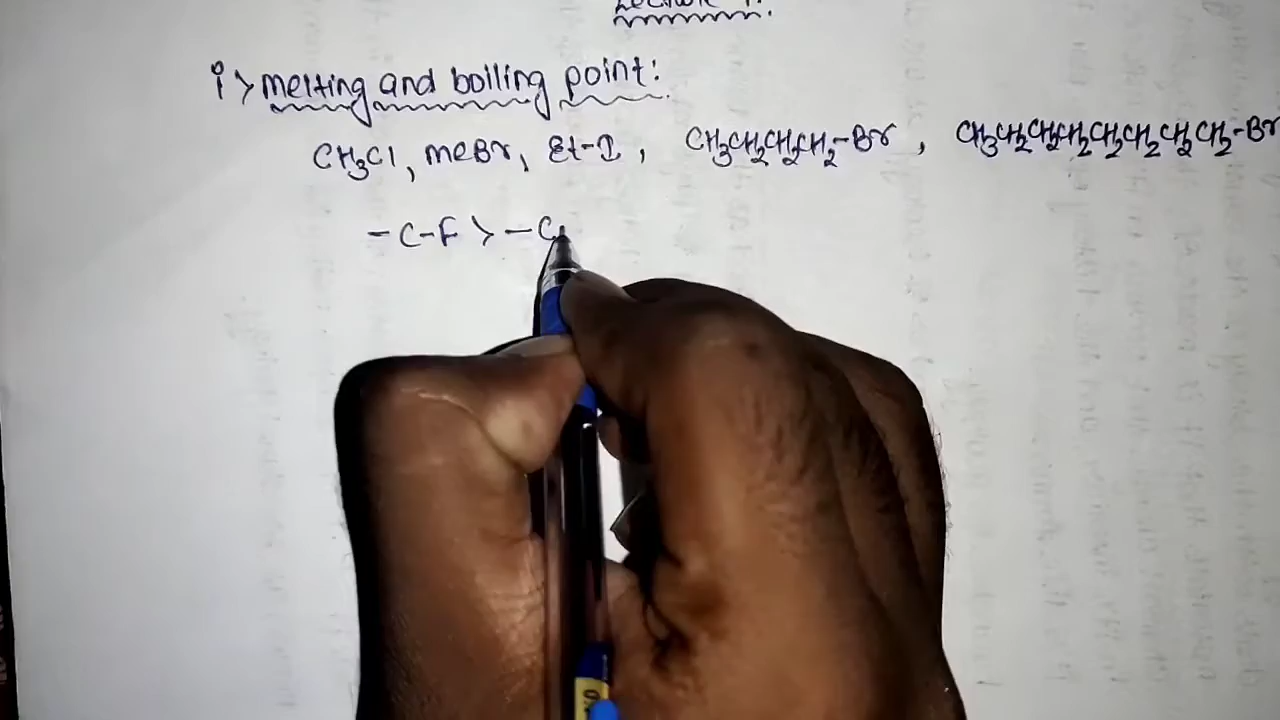 i > melting and boiling point:
CH₃Cl, MeBr, Et-I, CH₃CH₂CH₂CH₂-Br, CH₃CH₂CH₂CH₂CH₂CH₂CH₂CH₂-Br
-C-F > -C